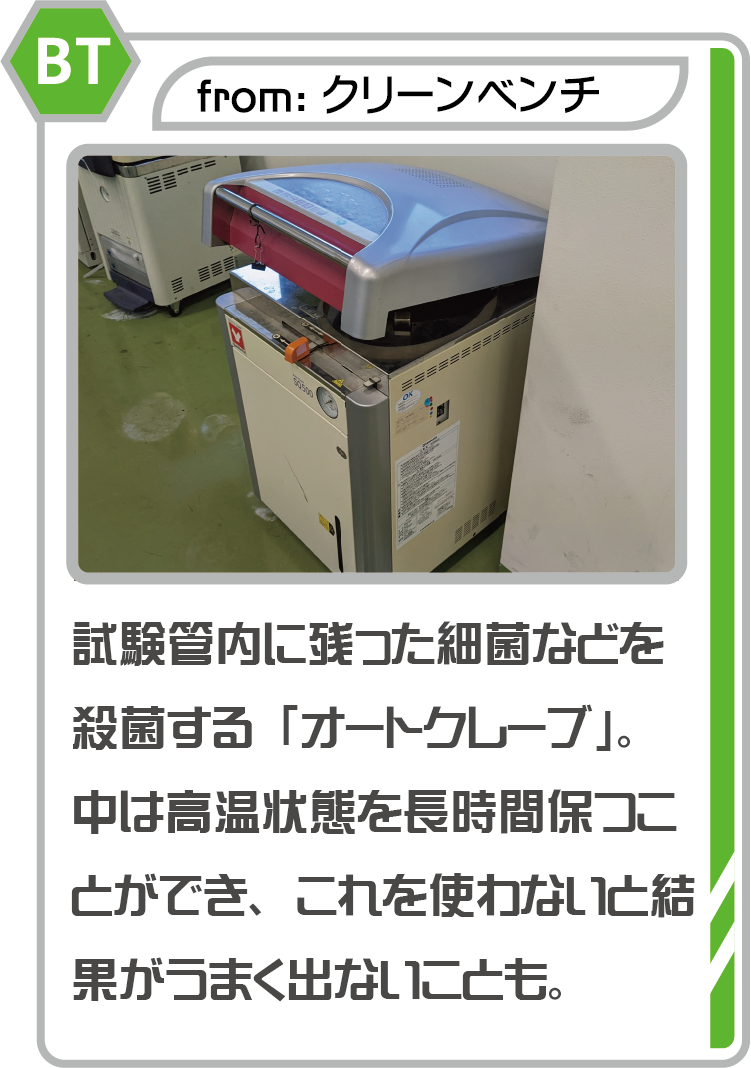 BT
from: クリーンベンチ
SQ500
OK
試験管内に残った細菌などを
殺菌する「オートクレーブ」。
中は高温状態を長時間保つこ
とができ、これを使わないと結
果がうまく出ないことも。